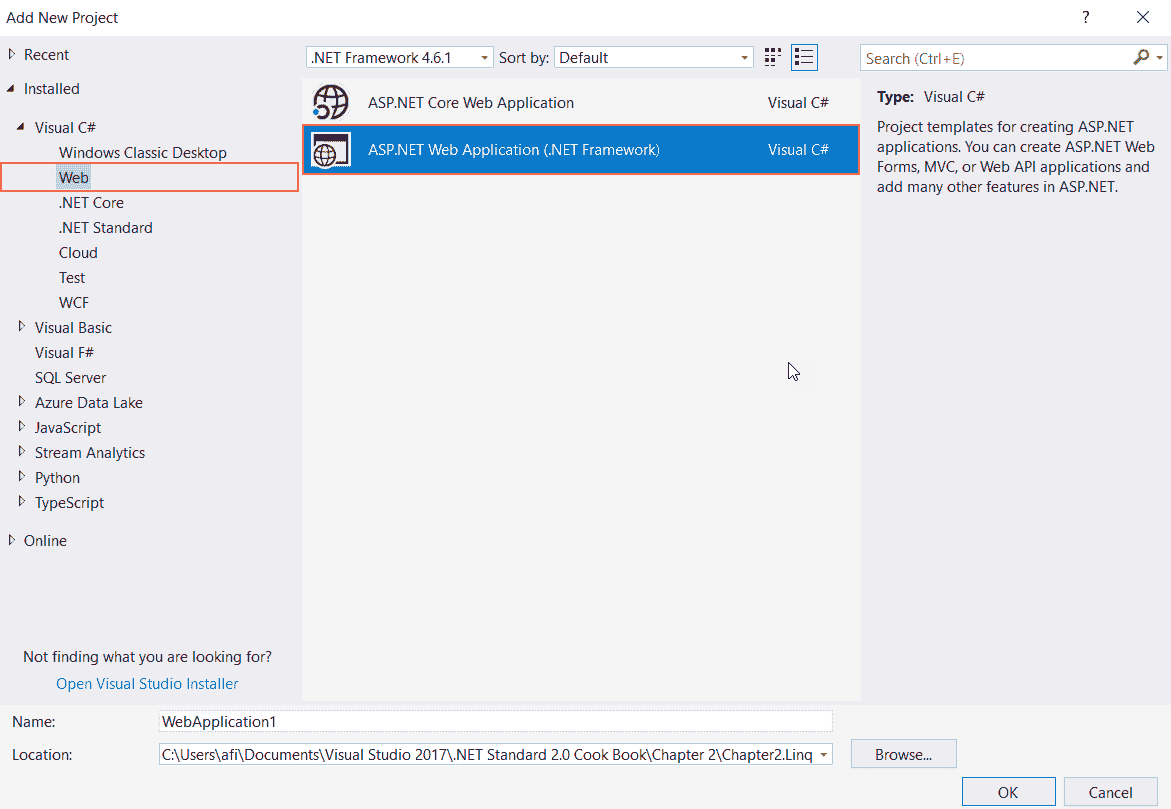 Add New Project
?
Recent
.NET Framework 4.6.1
Sort by:
Default
Search (Ctrl+E)
Installed
Visual C#
Windows Classic Desktop
Web
.NET Core
.NET Standard
Cloud
Test
WCF
Visual Basic
Visual F#
SQL Server
Azure Data Lake
JavaScript
Stream Analytics
Python
TypeScript
Online
Not finding what you are looking for?
Open Visual Studio Installer
ASP.NET Core Web Application Visual C#
ASP.NET Web Application (.NET Framework) Visual C#
Type: Visual C#
Project templates for creating ASP.NET
applications. You can create ASP.NET Web
Forms, MVC, or Web API applications and
add many other features in ASP.NET.
Name: WebApplication1
Location: C:\Users\afi\Documents\Visual Studio 2017\.NET Standard 2.0 Cook Book\Chapter 2\Chapter2.Linq
Browse...
OK
Cancel